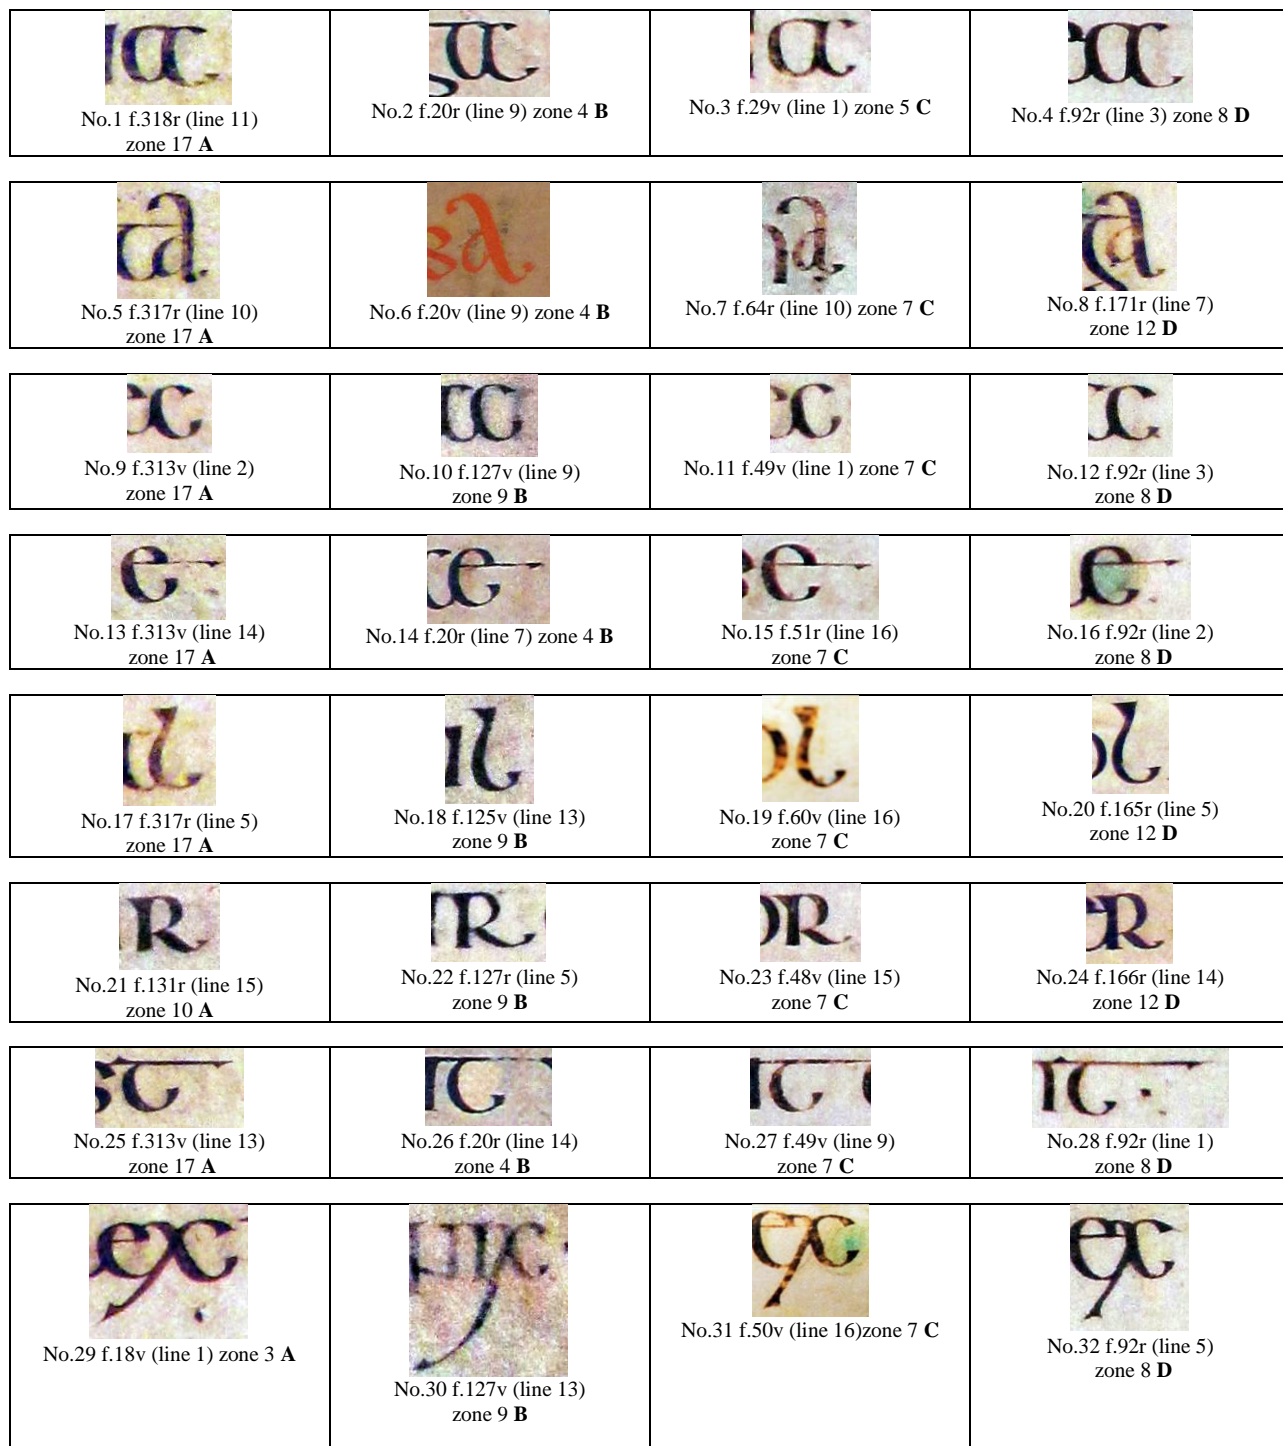 No.1 f.318r (line 11)
zone 17 A
No.2 f.20r (line 9) zone 4 B
No.3 f.29v (line 1) zone 5 C
No.4 f.92r (line 3) zone 8 D
No.5 f.317r (line 10)
zone 17 A
No.6 f.20v (line 9) zone 4 B
No.7 f.64r (line 10) zone 7 C
No.8 f.171r (line 7)
zone 12 D
No.9 f.313v (line 2)
zone 17 A
No.10 f.127v (line 9)
zone 9 B
No.11 f.49v (line 1) zone 7 C
No.12 f.92r (line 3)
zone 8 D
No.13 f.313v (line 14)
zone 17 A
No.14 f.20r (line 7) zone 4 B
No.15 f.51r (line 16)
zone 7 C
No.16 f.92r (line 2)
zone 8 D
No.17 f.317r (line 5)
zone 17 A
No.18 f.125v (line 13)
zone 9 B
No.19 f.60v (line 16)
zone 7 C
No.20 f.165r (line 5)
zone 12 D
No.21 f.131r (line 15)
zone 10 A
No.22 f.127r (line 5)
zone 9 B
No.23 f.48v (line 15)
zone 7 C
No.24 f.166r (line 14)
zone 12 D
No.25 f.313v (line 13)
zone 17 A
No.26 f.20r (line 14)
zone 4 B
No.27 f.49v (line 9)
zone 7 C
No.28 f.92r (line 1)
zone 8 D
No.29 f.18v (line 1) zone 3 A
No.30 f.127v (line 13)
zone 9 B
No.31 f.50v (line 16)zone 7 C
No.32 f.92r (line 5)
zone 8 D